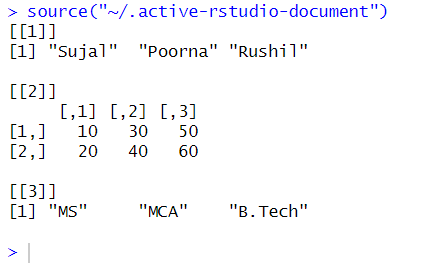 > source("~/.active-rstudio-document")
[[1]]
[1] "Sujal"  "Poorna" "Rushil"
[[2]]
     [,1] [,2] [,3]
[1,]   10   30   50
[2,]   20   40   60
[[3]]
[1] "MS"     "MCA"    "B.Tech"
>